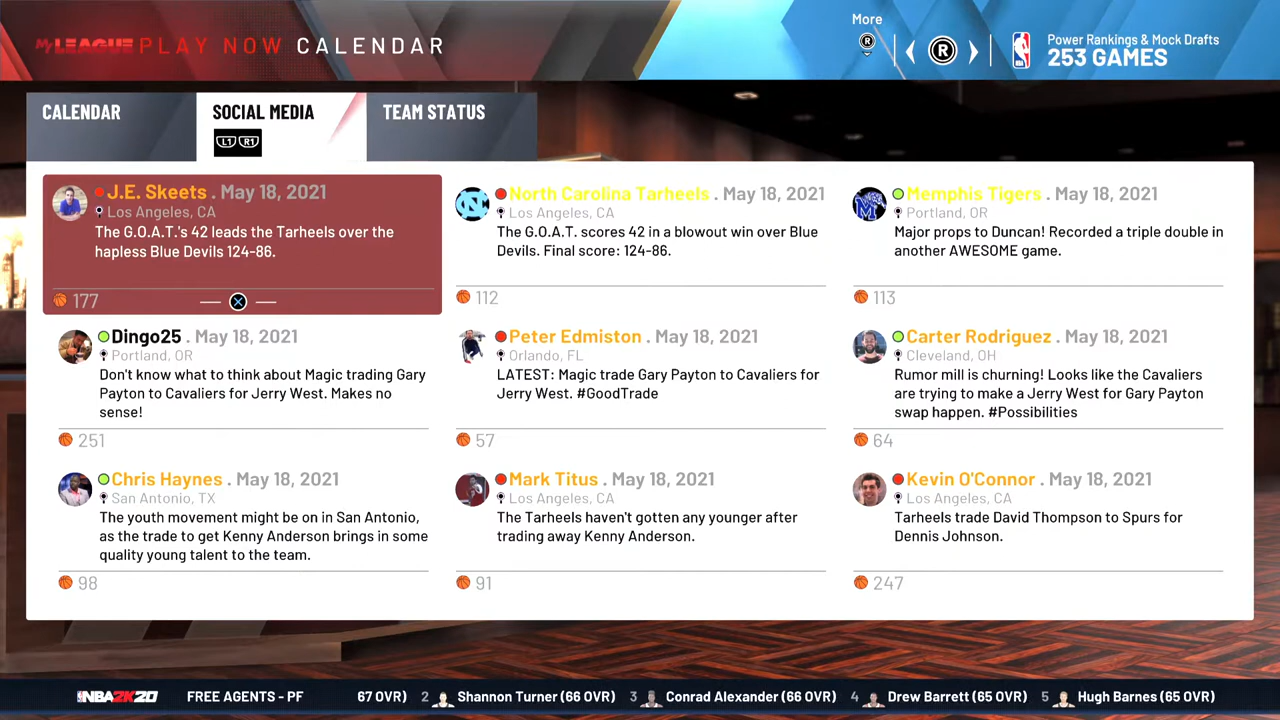 MyLEAGUE PLAY NOW CALENDAR
More
R
R
Power Rankings & Mock Drafts
253 GAMES
CALENDAR
SOCIAL MEDIA
L1 R1
TEAM STATUS
J.E. Skeets . May 18, 2021
Los Angeles, CA
The G.O.A.T.'s 42 leads the Tarheels over the
hapless Blue Devils 124-86.
177
North Carolina Tarheels . May 18, 2021
Los Angeles, CA
The G.O.A.T. scores 42 in a blowout win over Blue
Devils. Final score: 124-86.
112
Memphis Tigers . May 18, 2021
Portland, OR
Major props to Duncan! Recorded a triple double in
another AWESOME game.
113
Dingo25 . May 18, 2021
Portland, OR
Don't know what to think about Magic trading Gary
Payton to Cavaliers for Jerry West. Makes no
sense!
251
Peter Edmiston . May 18, 2021
Orlando, FL
LATEST: Magic trade Gary Payton to Cavaliers for
Jerry West. #GoodTrade
57
Carter Rodriguez . May 18, 2021
Cleveland, OH
Rumor mill is churning! Looks like the Cavaliers
are trying to make a Jerry West for Gary Payton
swap happen. #Possibilities
64
Chris Haynes . May 18, 2021
San Antonio, TX
The youth movement might be on in San Antonio,
as the trade to get Kenny Anderson brings in some
quality young talent to the team.
98
Mark Titus . May 18, 2021
Los Angeles, CA
The Tarheels haven't gotten any younger after
trading away Kenny Anderson.
91
Kevin O'Connor . May 18, 2021
Los Angeles, CA
Tarheels trade David Thompson to Spurs for
Dennis Johnson.
247
NBA2K20 FREE AGENTS - PF 67 OVR) 2 Shannon Turner (66 OVR) 3 Conrad Alexander (66 OVR) 4 Drew Barrett (65 OVR) 5 Hugh Barnes (65 OVR)